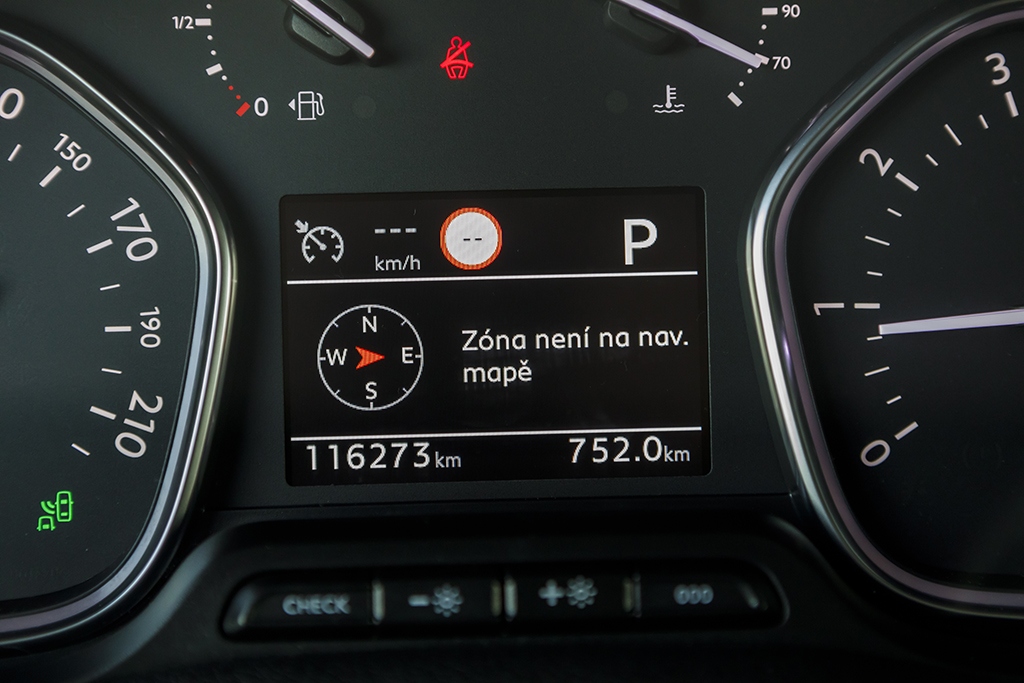 1/2
0
90
70
0
150
170
190
210
3
2
1
0
--- 
km/h
--
P
N
W E
S
Zóna není na nav.
mapě
116273km
752.0km
CHECK
-
+
000